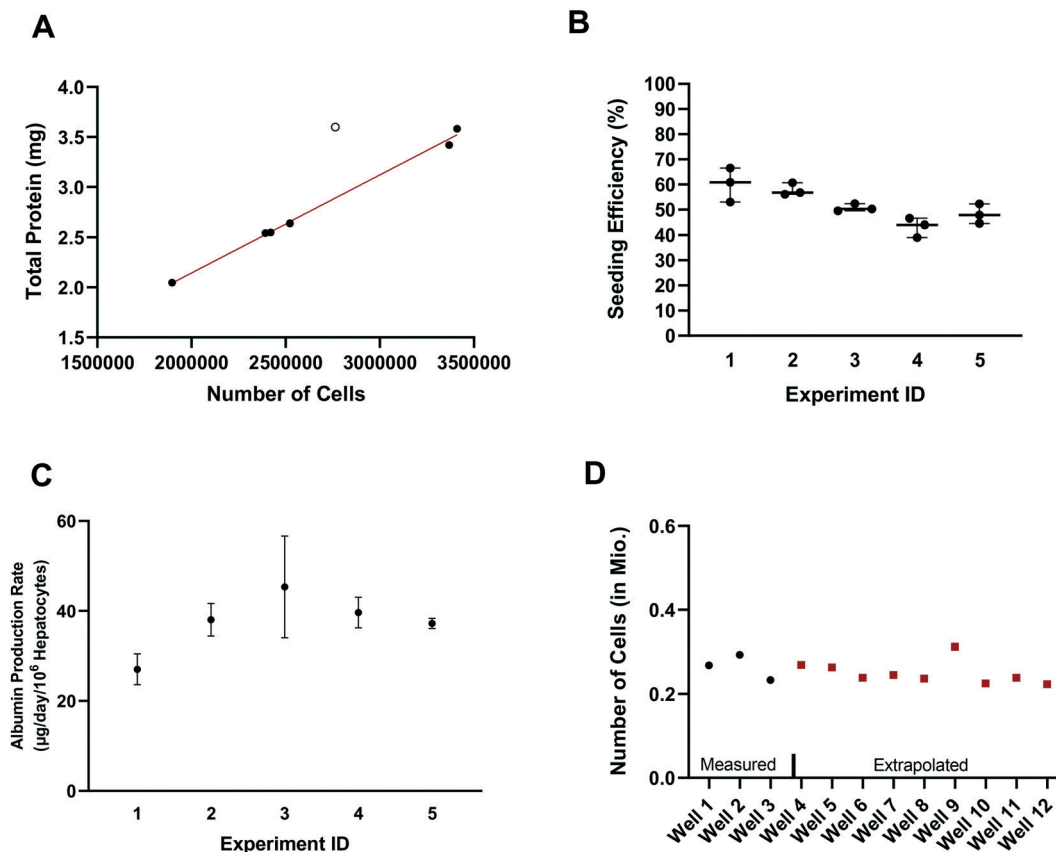 A
Total Protein (mg)
4.0
3.5
3.0
2.5
2.0
1.5
1500000 2000000 2500000 3000000 3500000
Number of Cells
B
Seeding Efficiency (%)
100
90
80
70
60
50
40
30
20
10
0
1 2 3 4 5
Experiment ID
C
Albumin Production Rate
(µg/day/10⁶ Hepatocytes)
60
40
20
0
1 2 3 4 5
Experiment ID
D
Number of Cells (in Mio.)
0.6
0.4
0.2
0.0
Measured Extrapolated
Well 1
Well 2
Well 3
Well 4
Well 5
Well 6
Well 7
Well 8
Well 9
Well 10
Well 11
Well 12